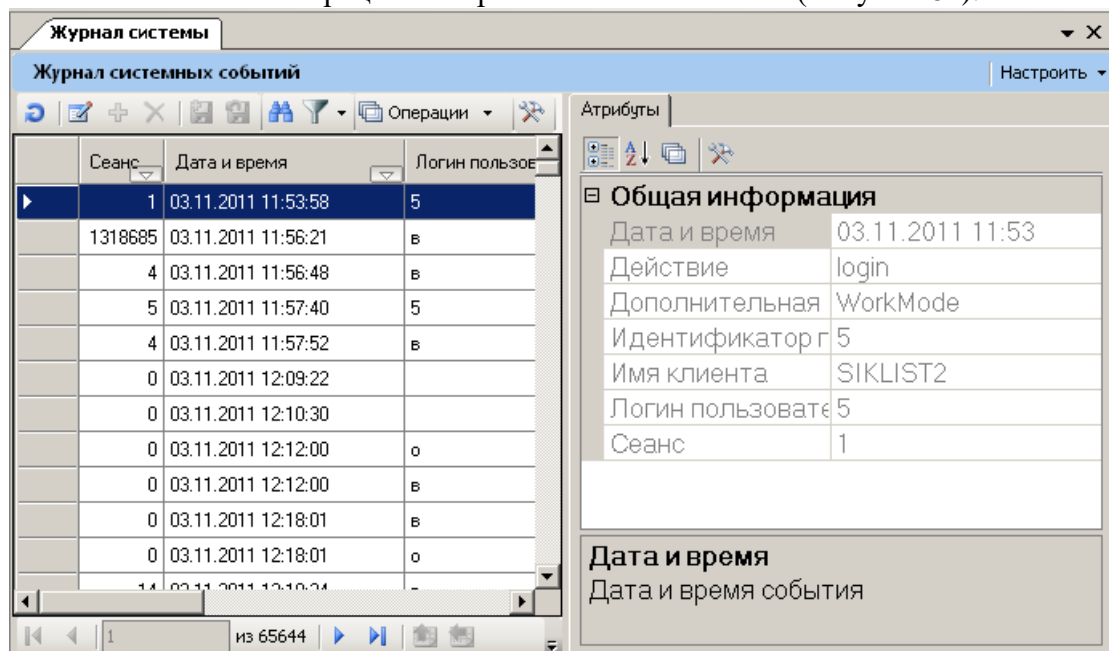 Журнал системы
Журнал системных событий
Настроить
Операции
Сеанс Дата и время Логин пользов
1 03.11.2011 11:53:58 5
1318685 03.11.2011 11:56:21 в
4 03.11.2011 11:56:48 в
5 03.11.2011 11:57:40 5
4 03.11.2011 11:57:52 в
0 03.11.2011 12:09:22
0 03.11.2011 12:10:30
0 03.11.2011 12:12:00 о
0 03.11.2011 12:12:00 в
0 03.11.2011 12:18:01 в
0 03.11.2011 12:18:01 о
1 из 65644
Атрибуты
Общая информация
Дата и время 03.11.2011 11:53
Действие login
Дополнительная WorkMode
Идентификатор п 5
Имя клиента SIKLIST2
Логин пользовате 5
Сеанс 1
Дата и время
Дата и время события